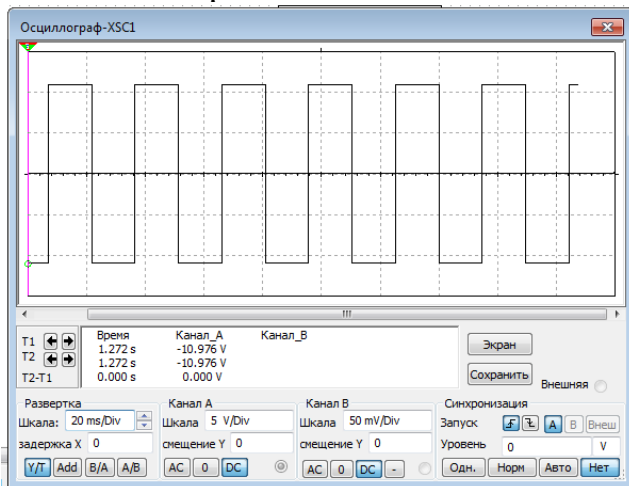 Осциллограф-XSC1
Время Канал_A Канал_B
T1 1.272 s -10.976 V
T2 1.272 s -10.976 V
T2-T1 0.000 s 0.000 V
Экран
Сохранить
Внешняя
Развертка Канал A Канал B Синхронизация
Шкала: 20 ms/Div Шкала 5 V/Div Шкала 50 mV/Div Запуск A B Внеш
задержка X 0 смещение Y 0 смещение Y 0 Уровень 0 V
Y/T Add B/A A/B AC 0 DC AC 0 DC - Одн. Норм Авто Нет